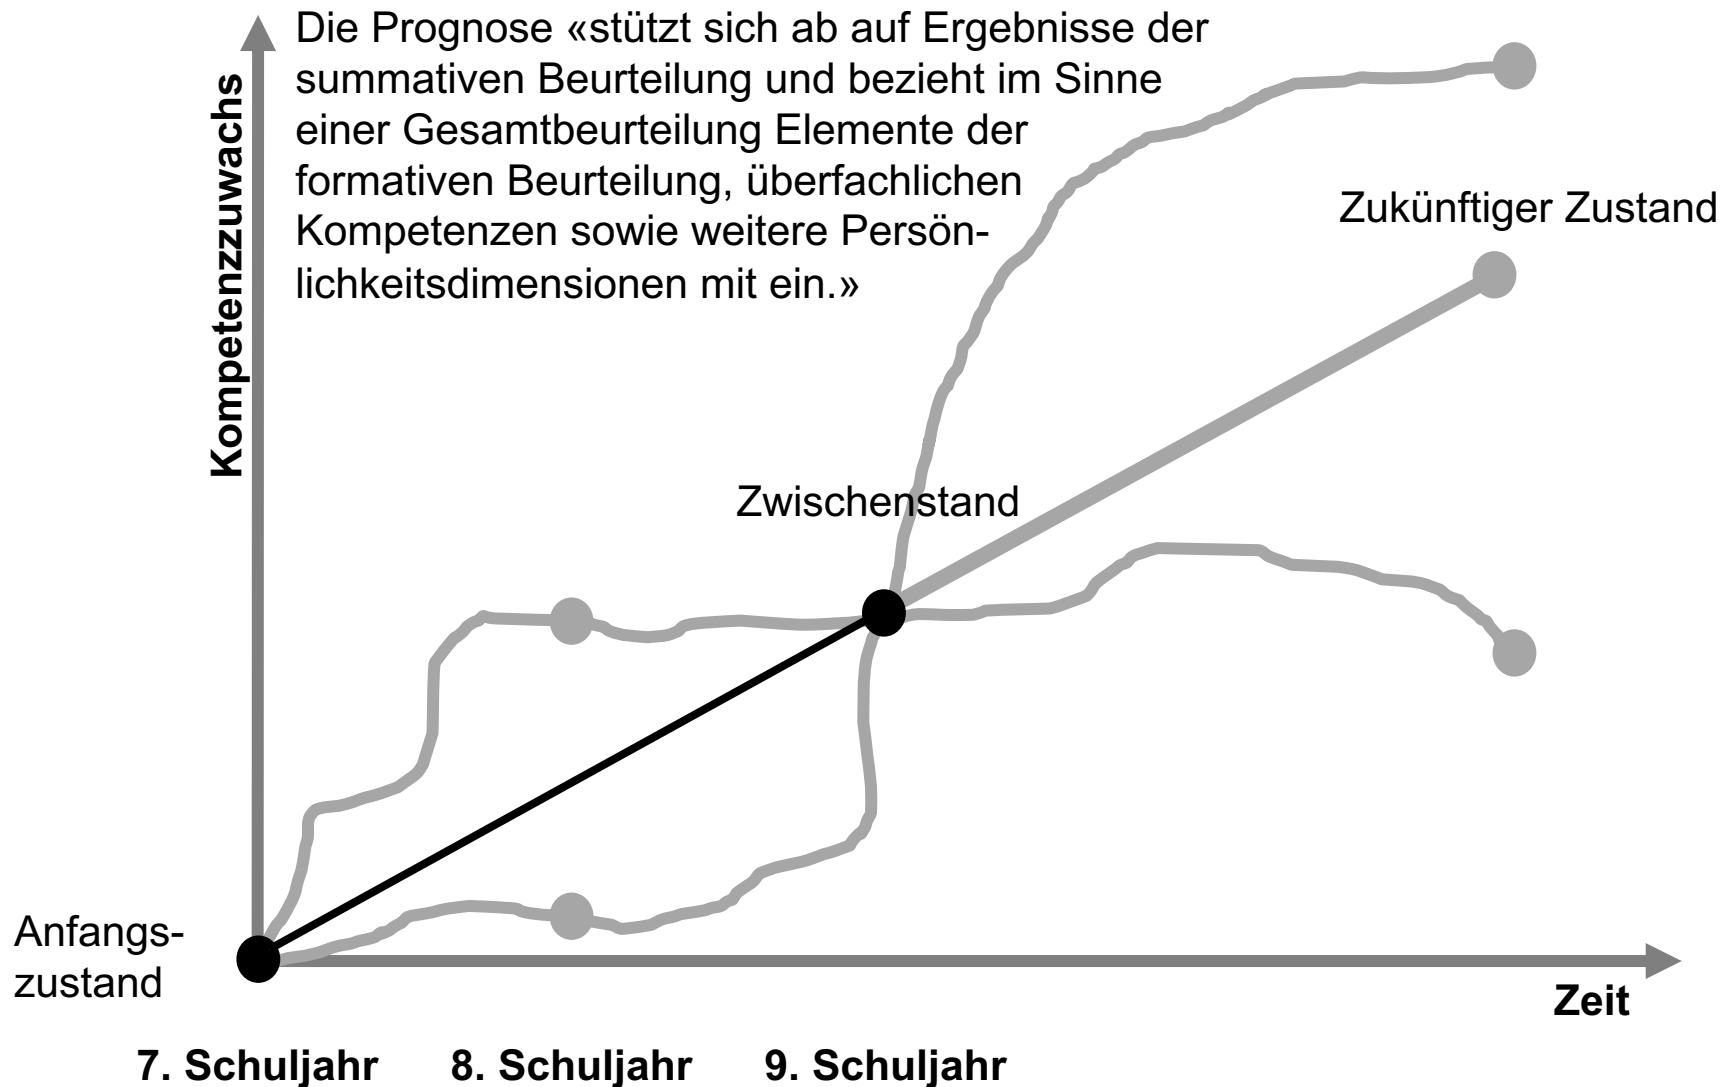 Die Prognose «stützt sich ab auf Ergebnisse der
summativen Beurteilung und bezieht im Sinne
einer Gesamtbeurteilung Elemente der
formativen Beurteilung, überfachlichen
Kompetenzen sowie weitere Persön-
lichkeitsdimensionen mit ein.»
Kompetenzzuwachs
Zukünftiger Zustand
Zwischenstand
Anfangs-
zustand
Zeit
7. Schuljahr 8. Schuljahr 9. Schuljahr